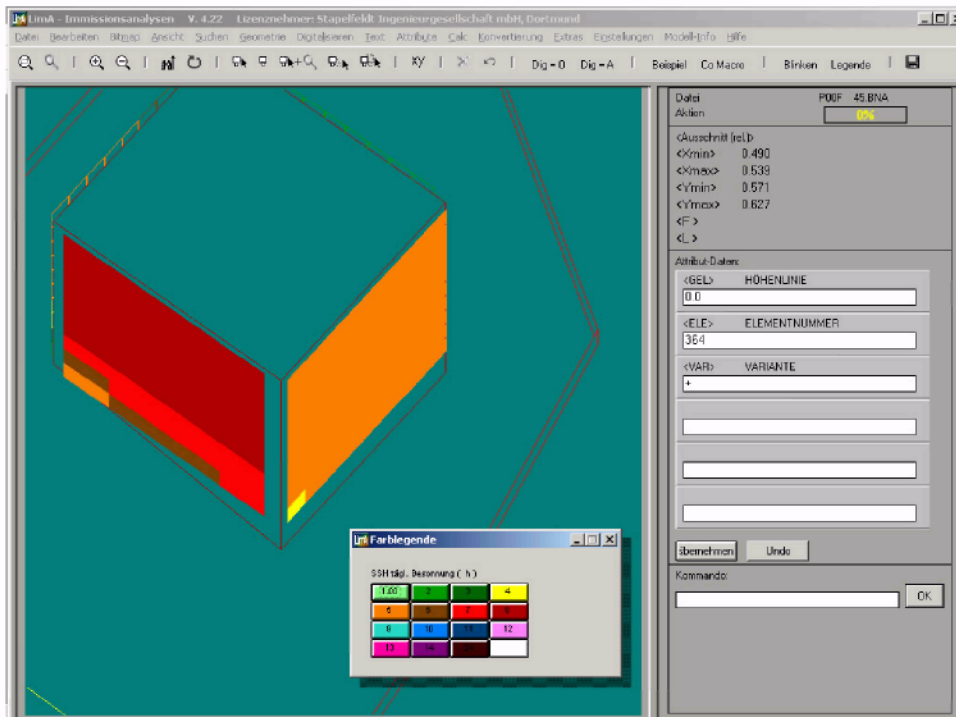 LimA - Immissionsanalysen V. 4.22 Lizenznehmer: Stapelfeldt Ingenieurgesellschaft mbH, Dortmund
Datei Bearbeiten Bitmap Ansicht Suchen Geometrie Digitalisieren Text Attribute Calc Konvertierung Extras Einstellungen Modell-Info Hilfe
XY Dig=0 Dig=A Beispiel Co Macro Blinken Legende
Datei P00F 45.BNA
Aktion 0%
<Ausschnitt (rel.)>
<Xmin> 0.490
<Xmax> 0.539
<Ymin> 0.571
<Ymax> 0.627
<F>
<L>
Attribut-Daten:
<GEL> HÖHENLINIE
0.0
<ELE> ELEMENTNUMMER
364
<VAR> VARIANTE
+
übernehmen Undo
Kommando:
OK
Farblegende
SSH tägl. Besonnung ( h )
1.00 2 3 4
5 6 7 8
9 10 11 12
13 14